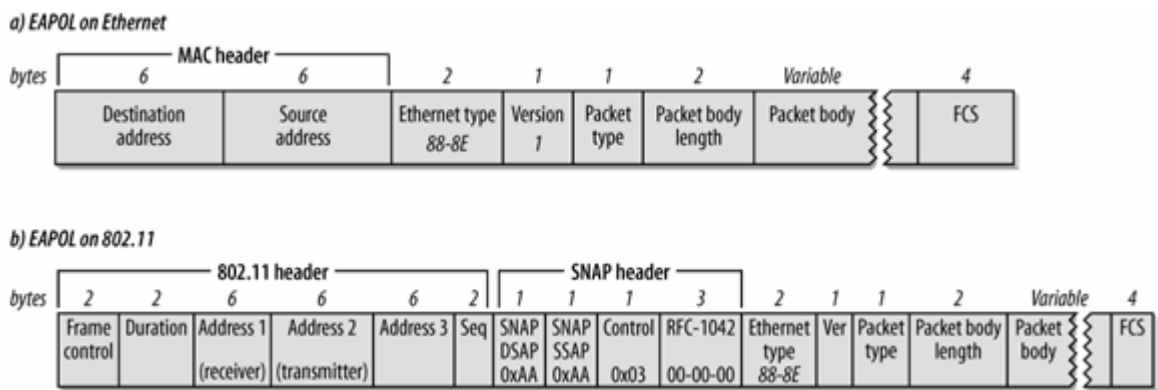 a) EAPOL on Ethernet
MAC header
bytes 6 6 2 1 1 2 Variable 4
Destination address
Source address
Ethernet type 88-8E
Version 1
Packet type
Packet body length
Packet body
FCS
b) EAPOL on 802.11
802.11 header SNAP header
bytes 2 2 6 6 6 2 1 1 1 3 2 1 1 2 Variable 4
Frame control
Duration
Address 1 (receiver)
Address 2 (transmitter)
Address 3
Seq
SNAP DSAP 0xAA
SNAP SSAP 0xAA
Control 0x03
RFC-1042 00-00-00
Ethernet type 88-8E
Ver
Packet type
Packet body length
Packet body
FCS